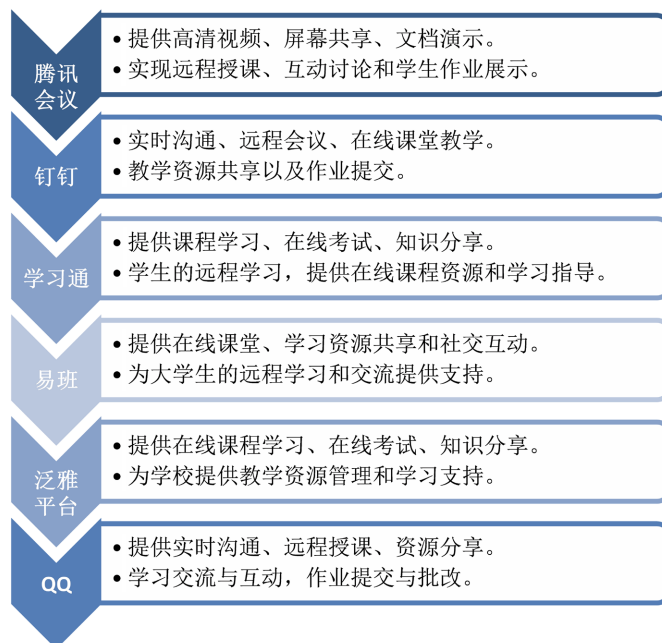 腾讯
会议
• 提供高清视频、屏幕共享、文档演示。
• 实现远程授课、互动讨论和学生作业展示。
钉钉
• 实时沟通、远程会议、在线课堂教学。
• 教学资源共享以及作业提交。
学习通
• 提供课程学习、在线考试、知识分享。
• 学生的远程学习，提供在线课程资源和学习指导。
易班
• 提供在线课堂、学习资源共享和社交互动。
• 为大学生的远程学习和交流提供支持。
泛雅
平台
• 提供在线课程学习、在线考试、知识分享。
• 为学校提供教学资源管理和学习支持。
QQ
• 提供实时沟通、远程授课、资源分享。
• 学习交流与互动，作业提交与批改。